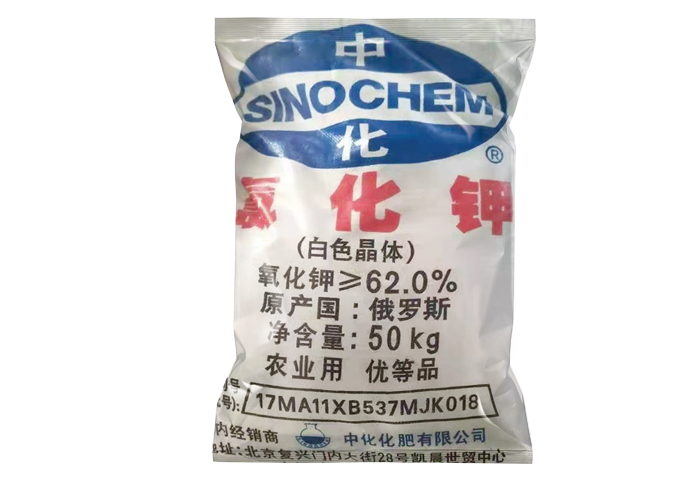 中
SINOCHEM
化
®
氯化钾
(白色晶体)
氧化钾≥62.0%
原产国:俄罗斯
净含量:50kg
农业用 优等品
号
号): 17MA11XB537MJK018
内经销商 中化化肥有限公司
地址:北京复兴门内大街28号凯晨世贸中心